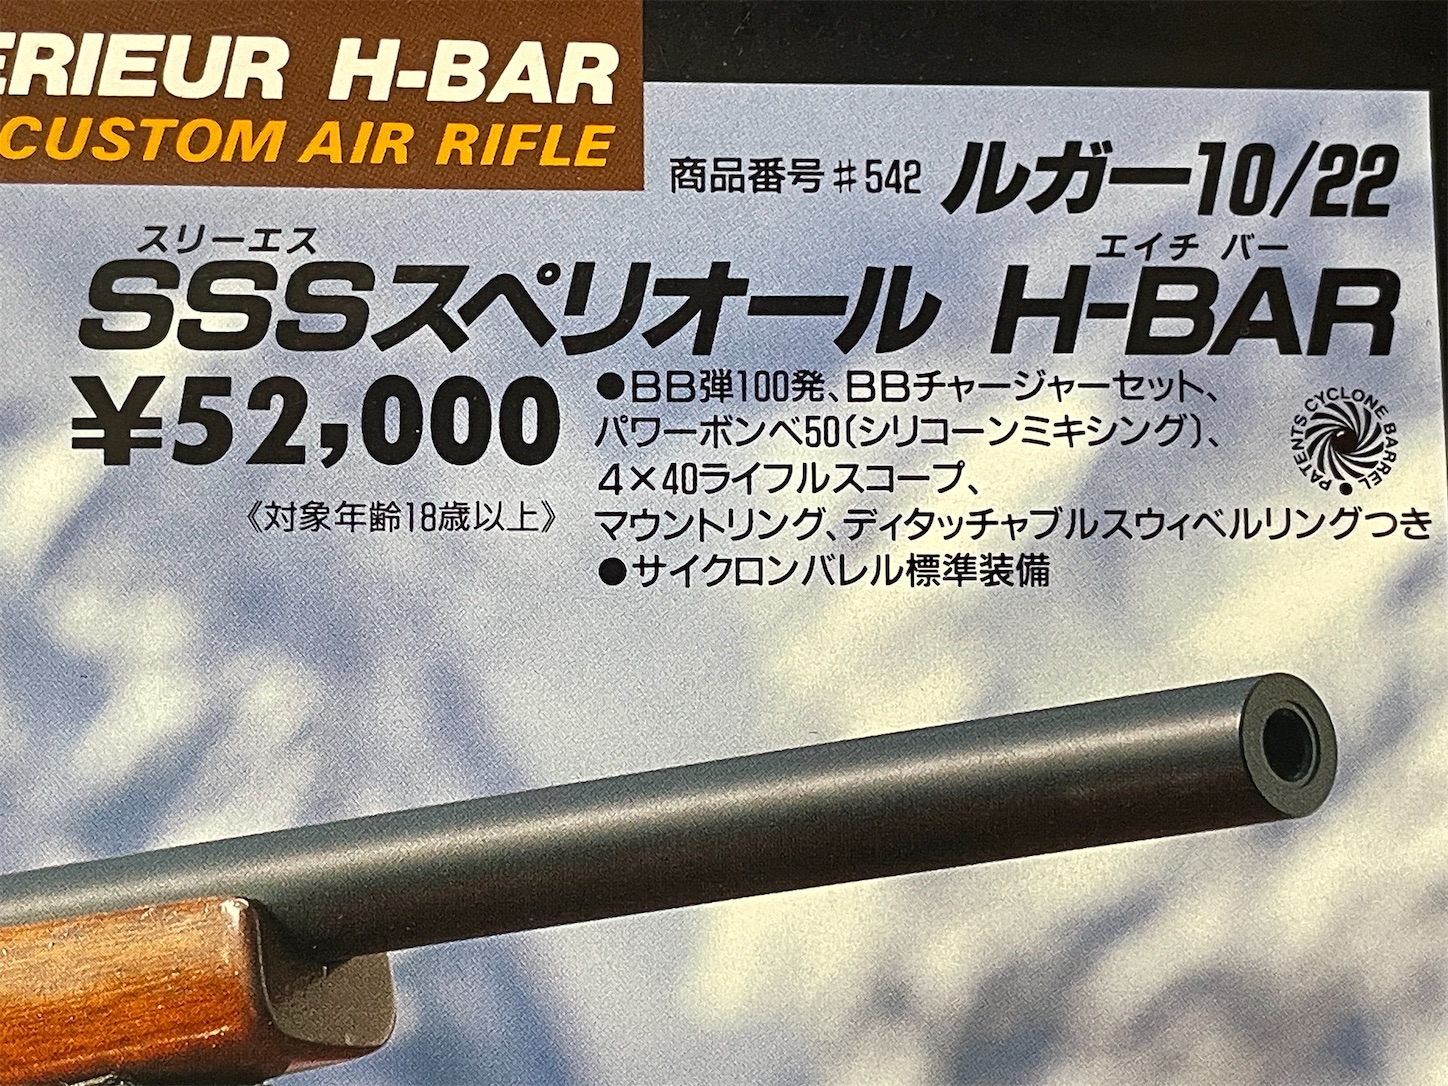 ERIEUR H-BAR
CUSTOM AIR RIFLE
商品番号♯542 ルガー10/22
スリーエス エイチ バー
SSSスペリオール H-BAR
¥52,000
《対象年齢18歳以上》
●BB弾100発、BBチャージャーセット、
パワーボンベ50(シリコーンミキシング)、
4×40ライフルスコープ、
マウントリング、ディタッチャブルスウィベルリングつき
●サイクロンバレル標準装備
PATENTS CYCLONE BARREL